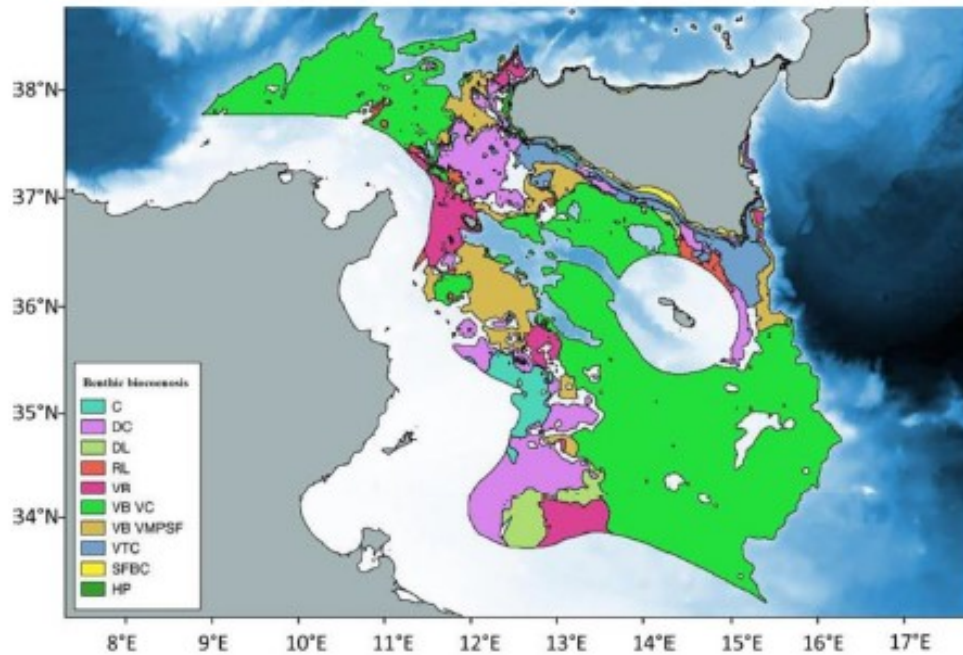 38°N
37°N
36°N
35°N
34°N
Benthic biocoenosis
C
DC
DL
RL
VB
VB VC
VB VMPSF
VTC
SFBC
HP
8°E 9°E 10°E 11°E 12°E 13°E 14°E 15°E 16°E 17°E